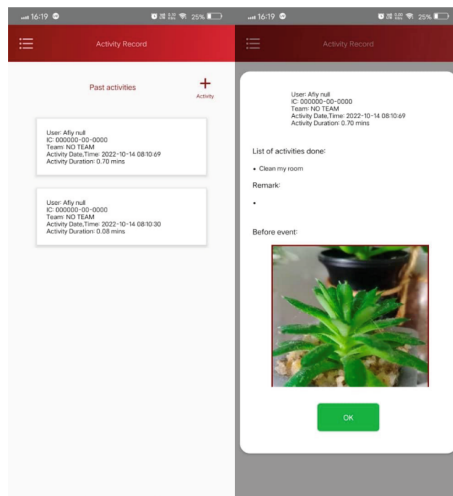 16:19
25%
Activity Record
Past activities
Activity
User: Afiy null
IC: 000000-00-0000
Team: NO TEAM
Activity Date,Time: 2022-10-14 08:10:69
Activity Duration: 0.70 mins
User: Afiy null
IC: 000000-00-0000
Team: NO TEAM
Activity Date,Time: 2022-10-14 08:10:30
Activity Duration: 0.08 mins
16:19
25%
Activity Record
User: Afiy null
IC: 000000-00-0000
Team: NO TEAM
Activity Date,Time: 2022-10-14 08:10:69
Activity Duration: 0.70 mins
List of activities done:
• Clean my room
Remark:
•
Before event:
OK